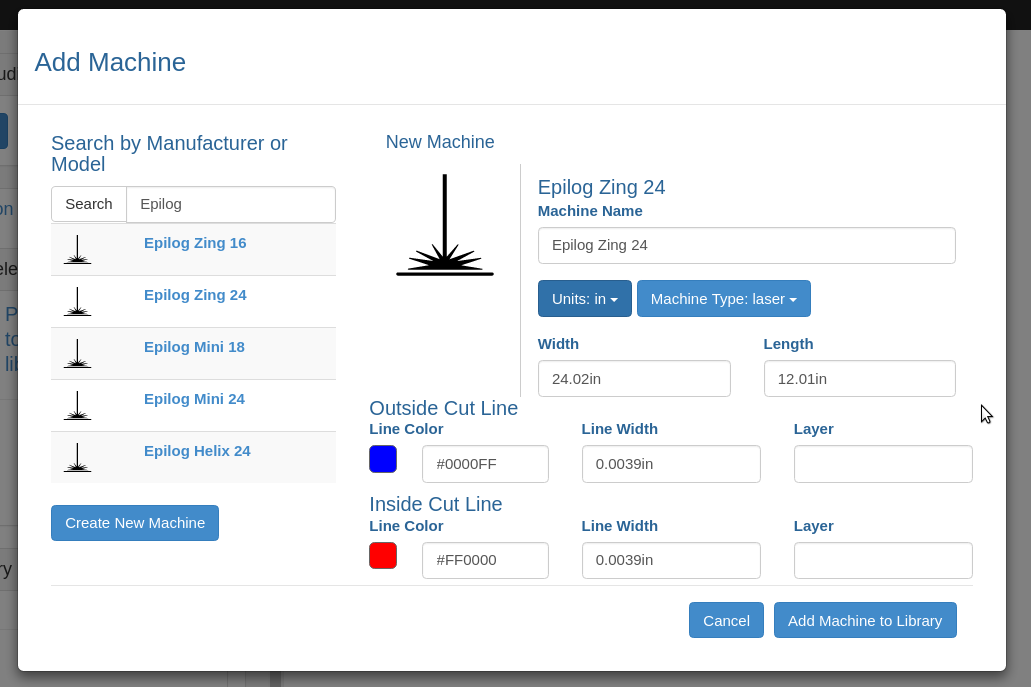 Add Machine
Search by Manufacturer or
Model
Search
Epilog
Epilog Zing 16
Epilog Zing 24
Epilog Mini 18
Epilog Mini 24
Epilog Helix 24
Create New Machine
New Machine
Epilog Zing 24
Machine Name
Epilog Zing 24
Units: in
Machine Type: laser
Width
Length
24.02in
12.01in
Outside Cut Line
Line Color
Line Width
Layer
#0000FF
0.0039in
Inside Cut Line
Line Color
Line Width
Layer
#FF0000
0.0039in
Cancel
Add Machine to Library